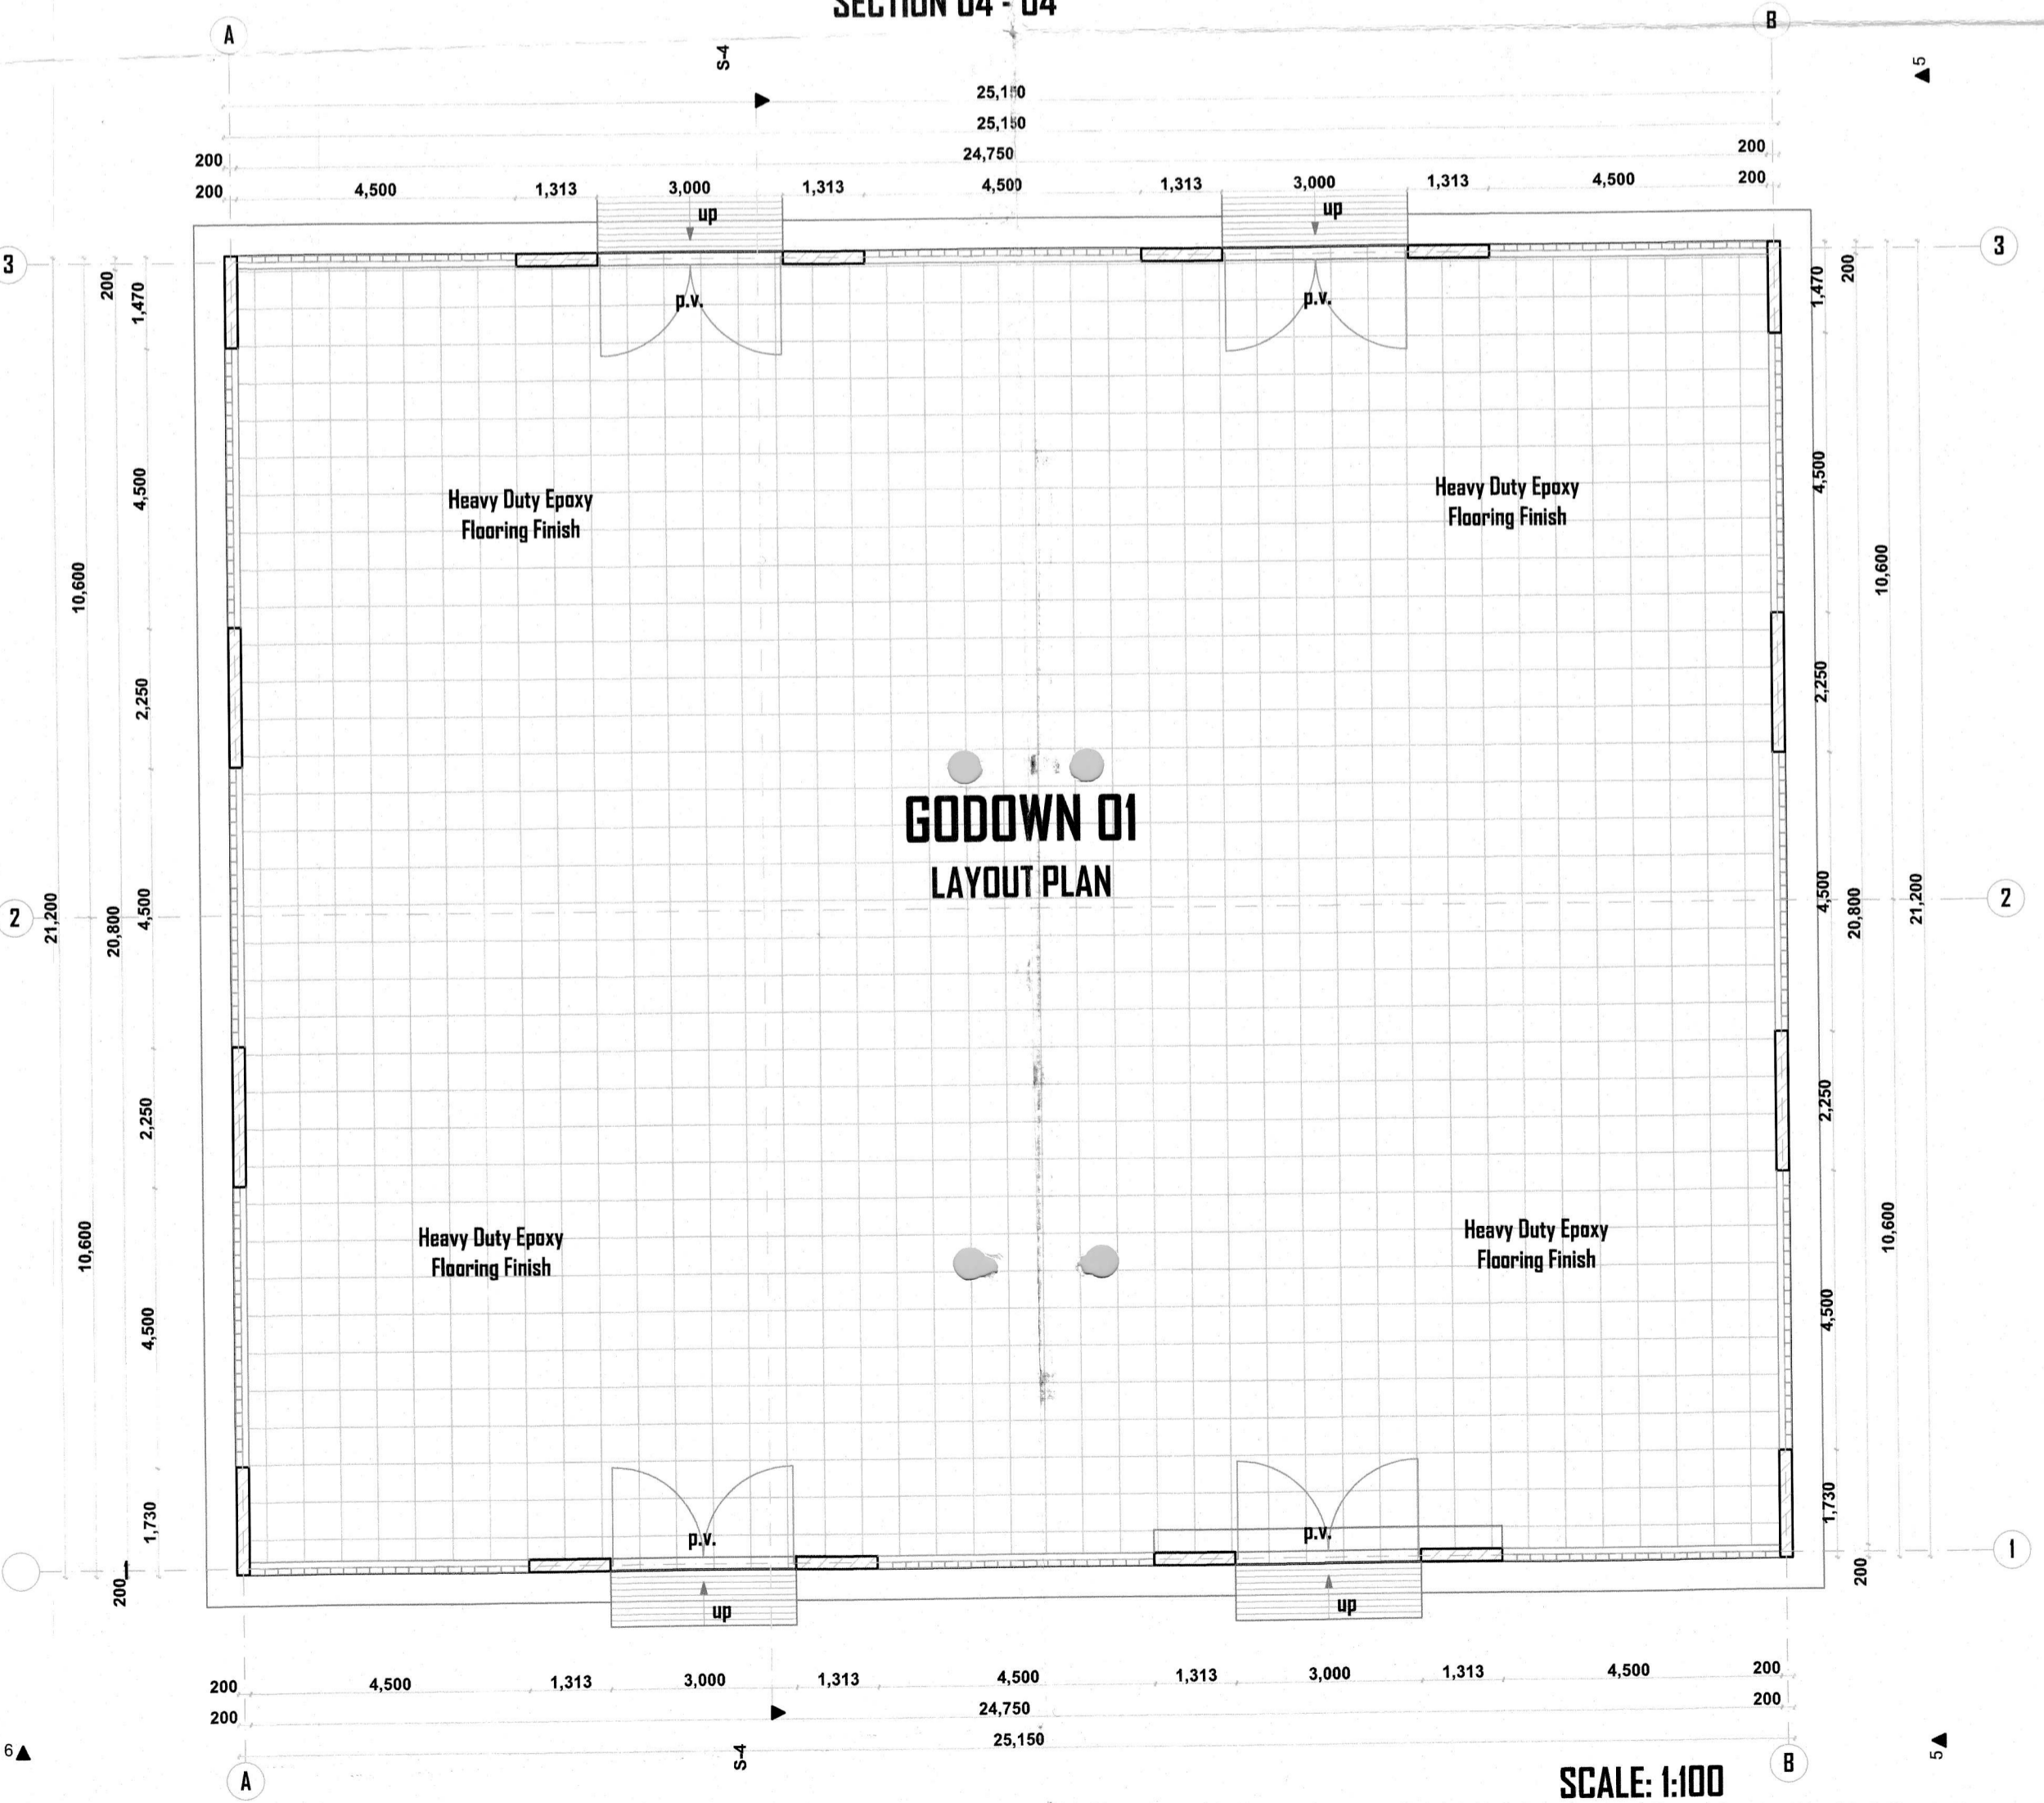 SECTION 04 - 04
A
B
S-4
5
25,150
25,150
24,750
200
200
200
4,500
1,313
3,000
1,313
4,500
1,313
3,000
1,313
4,500
200
up
up
3
3
200
1,470
1,470
200
p.v.
p.v.
4,500
4,500
Heavy Duty Epoxy
Flooring Finish
Heavy Duty Epoxy
Flooring Finish
10,600
10,600
2,250
2,250
GODOWN 01
LAYOUT PLAN
2
21,200
20,800
4,500
4,500
20,800
21,200
2
2,250
2,250
10,600
10,600
Heavy Duty Epoxy
Flooring Finish
Heavy Duty Epoxy
Flooring Finish
4,500
4,500
1,730
1,730
p.v.
p.v.
1
200
200
up
up
200
4,500
1,313
3,000
1,313
4,500
1,313
3,000
1,313
4,500
200
200
24,750
200
25,150
6
S-4
5
A
B
SCALE: 1:100